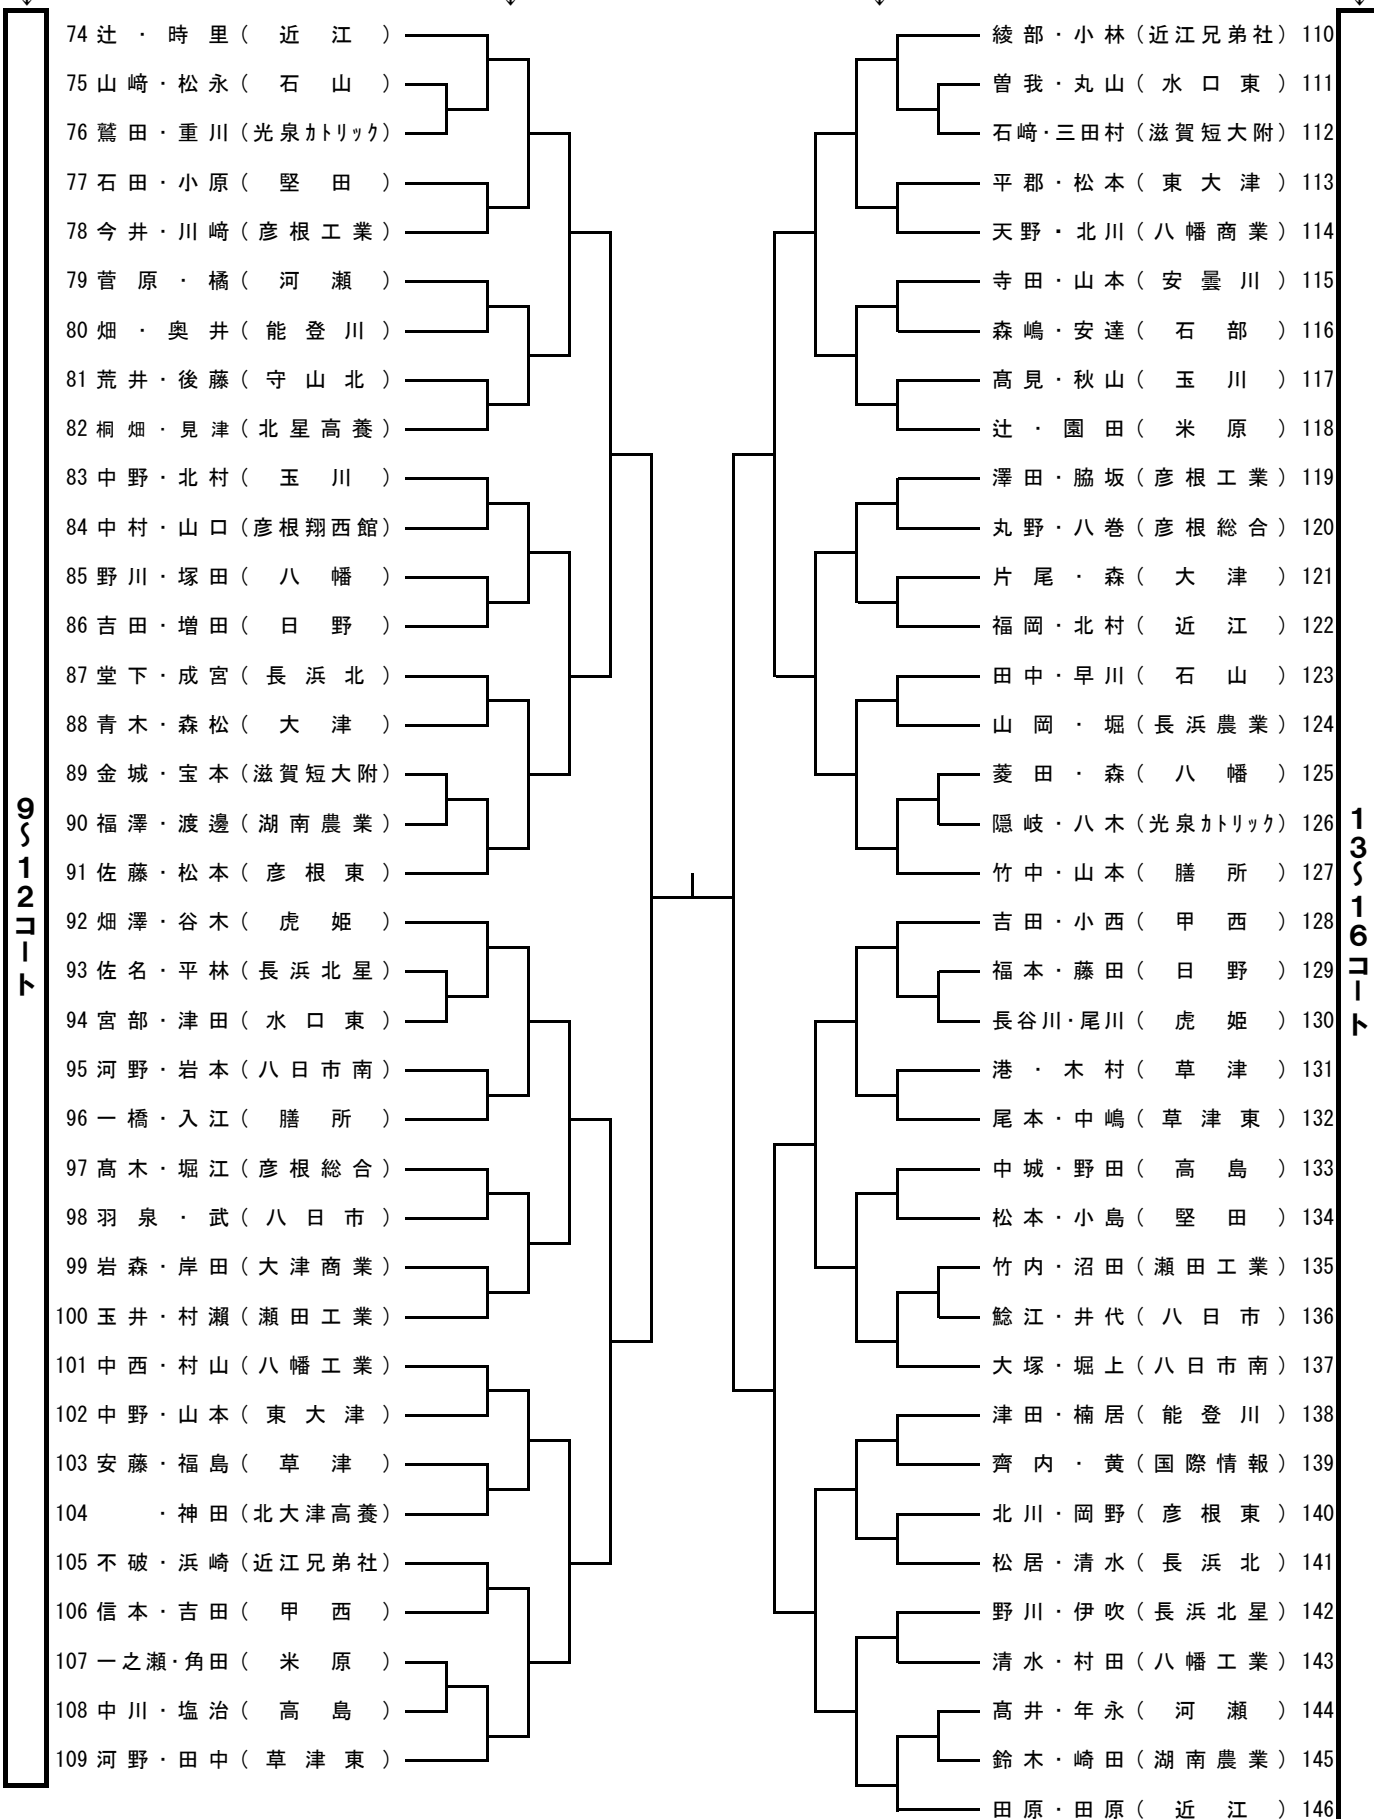 9～12コート
74 辻・時里（近江）
75 山﨑・松永（石山）
76 鷲田・重川（光泉ｶﾄﾘｯｸ）
77 石田・小原（堅田）
78 今井・川﨑（彦根工業）
79 菅原・橘（河瀬）
80 畑・奥井（能登川）
81 荒井・後藤（守山北）
82 桐畑・見津（北星高養）
83 中野・北村（玉川）
84 中村・山口（彦根翔西館）
85 野川・塚田（八幡）
86 吉田・増田（日野）
87 堂下・成宮（長浜北）
88 青木・森松（大津）
89 金城・宝本（滋賀短大附）
90 福澤・渡邊（湖南農業）
91 佐藤・松本（彦根東）
92 畑澤・谷木（虎姫）
93 佐名・平林（長浜北星）
94 宮部・津田（水口東）
95 河野・岩本（八日市南）
96 一橋・入江（膳所）
97 髙木・堀江（彦根総合）
98 羽泉・武（八日市）
99 岩森・岸田（大津商業）
100 玉井・村瀨（瀬田工業）
101 中西・村山（八幡工業）
102 中野・山本（東大津）
103 安藤・福島（草津）
104 ・神田（北大津高養）
105 不破・浜崎（近江兄弟社）
106 信本・吉田（甲西）
107 一之瀬・角田（米原）
108 中川・塩治（高島）
109 河野・田中（草津東）
綾部・小林（近江兄弟社）110
曽我・丸山（水口東）111
石﨑・三田村（滋賀短大附）112
平郡・松本（東大津）113
天野・北川（八幡商業）114
寺田・山本（安曇川）115
森嶋・安達（石部）116
髙見・秋山（玉川）117
辻・園田（米原）118
澤田・脇坂（彦根工業）119
丸野・八巻（彦根総合）120
片尾・森（大津）121
福岡・北村（近江）122
田中・早川（石山）123
山岡・堀（長浜農業）124
菱田・森（八幡）125
隠岐・八木（光泉ｶﾄﾘｯｸ）126
竹中・山本（膳所）127
吉田・小西（甲西）128
福本・藤田（日野）129
長谷川・尾川（虎姫）130
港・木村（草津）131
尾本・中嶋（草津東）132
中城・野田（高島）133
松本・小島（堅田）134
竹内・沼田（瀬田工業）135
鯰江・井代（八日市）136
大塚・堀上（八日市南）137
津田・楠居（能登川）138
齊内・黄（国際情報）139
北川・岡野（彦根東）140
松居・清水（長浜北）141
野川・伊吹（長浜北星）142
清水・村田（八幡工業）143
髙井・年永（河瀬）144
鈴木・崎田（湖南農業）145
田原・田原（近江）146
13～16コート